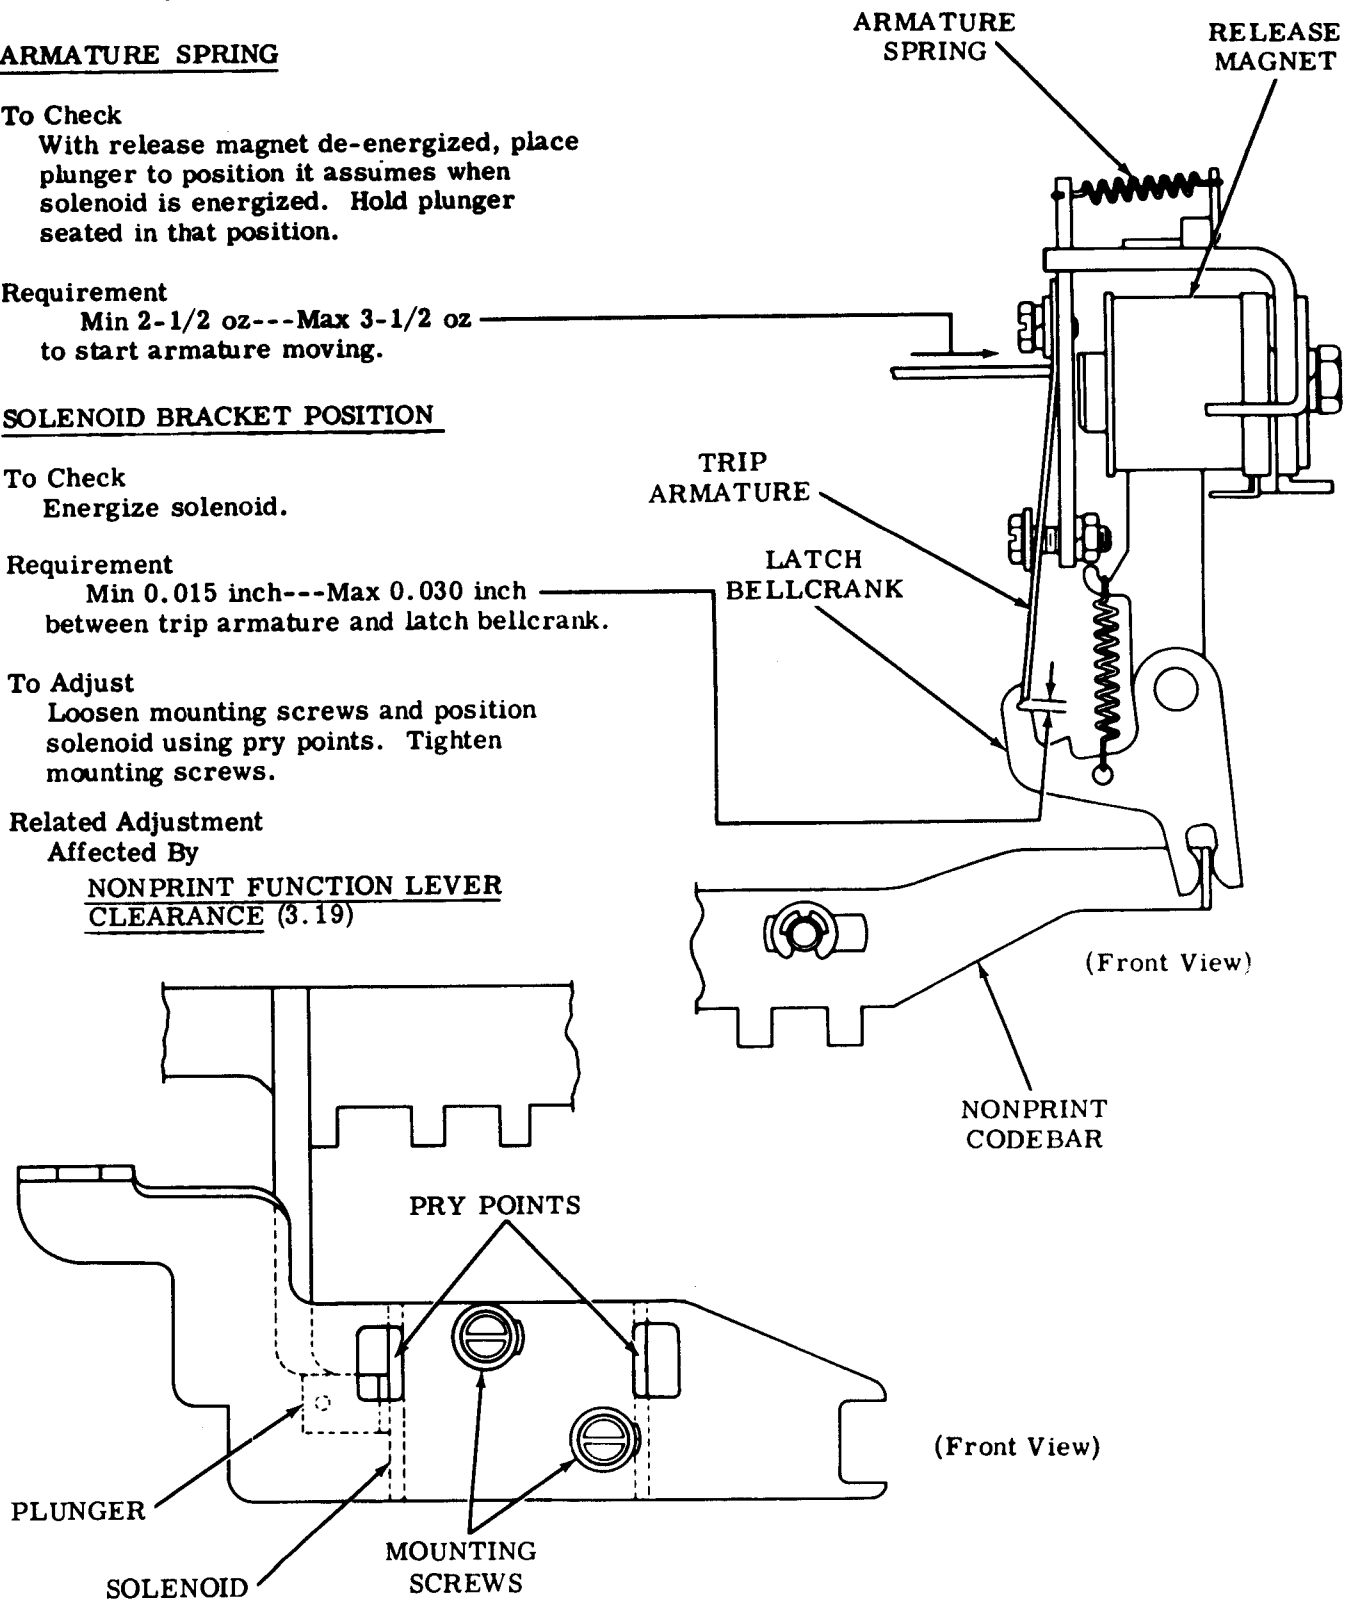 ARMATURE SPRING
To Check
With release magnet de-energized, place
plunger to position it assumes when
solenoid is energized. Hold plunger
seated in that position.
Requirement
Min 2-1/2 oz---Max 3-1/2 oz
to start armature moving.
SOLENOID BRACKET POSITION
To Check
Energize solenoid.
Requirement
Min 0.015 inch---Max 0.030 inch
between trip armature and latch bellcrank.
To Adjust
Loosen mounting screws and position
solenoid using pry points. Tighten
mounting screws.
Related Adjustment
Affected By
NONPRINT FUNCTION LEVER
CLEARANCE (3.19)
ARMATURE
SPRING
RELEASE
MAGNET
TRIP
ARMATURE
LATCH
BELLCRANK
(Front View)
NONPRINT
CODEBAR
PRY POINTS
(Front View)
PLUNGER
SOLENOID
MOUNTING
SCREWS